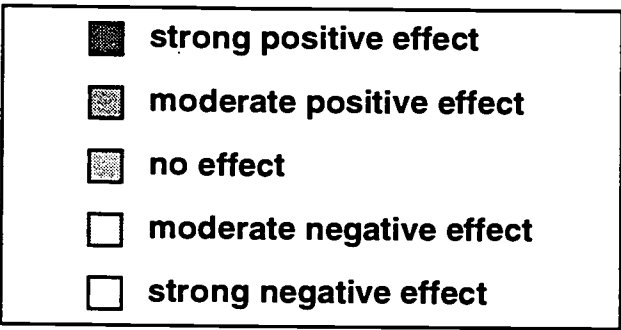 strong positive effect
moderate positive effect
no effect
moderate negative effect
strong negative effect